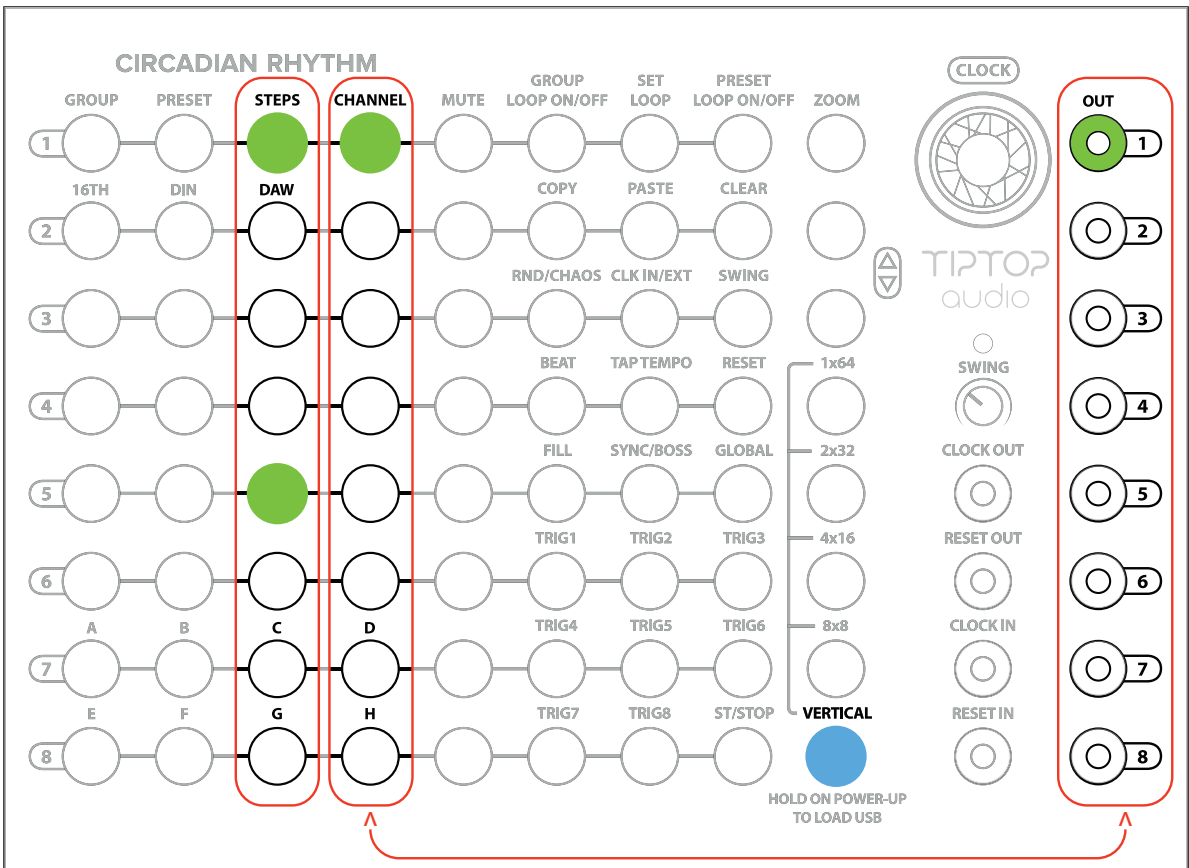 CIRCADIAN RHYTHM
CLOCK
GROUP SET PRESET
GROUP PRESET STEPS CHANNEL MUTE LOOP ON/OFF LOOP LOOP ON/OFF ZOOM OUT
1 1
16TH DIN DAW COPY PASTE CLEAR
2 2
TIPTOP
audio
RND/CHAOS CLK IN/EXT SWING
3 3
BEAT TAP TEMPO RESET 1x64 SWING
4 4
FILL SYNC/BOSS GLOBAL 2x32 CLOCK OUT
5 5
TRIG1 TRIG2 TRIG3 4x16 RESET OUT
6 6
A B C D TRIG4 TRIG5 TRIG6 8x8 CLOCK IN
7 7
E F G H TRIG7 TRIG8 ST/STOP VERTICAL RESET IN
8 8
HOLD ON POWER-UP
TO LOAD USB